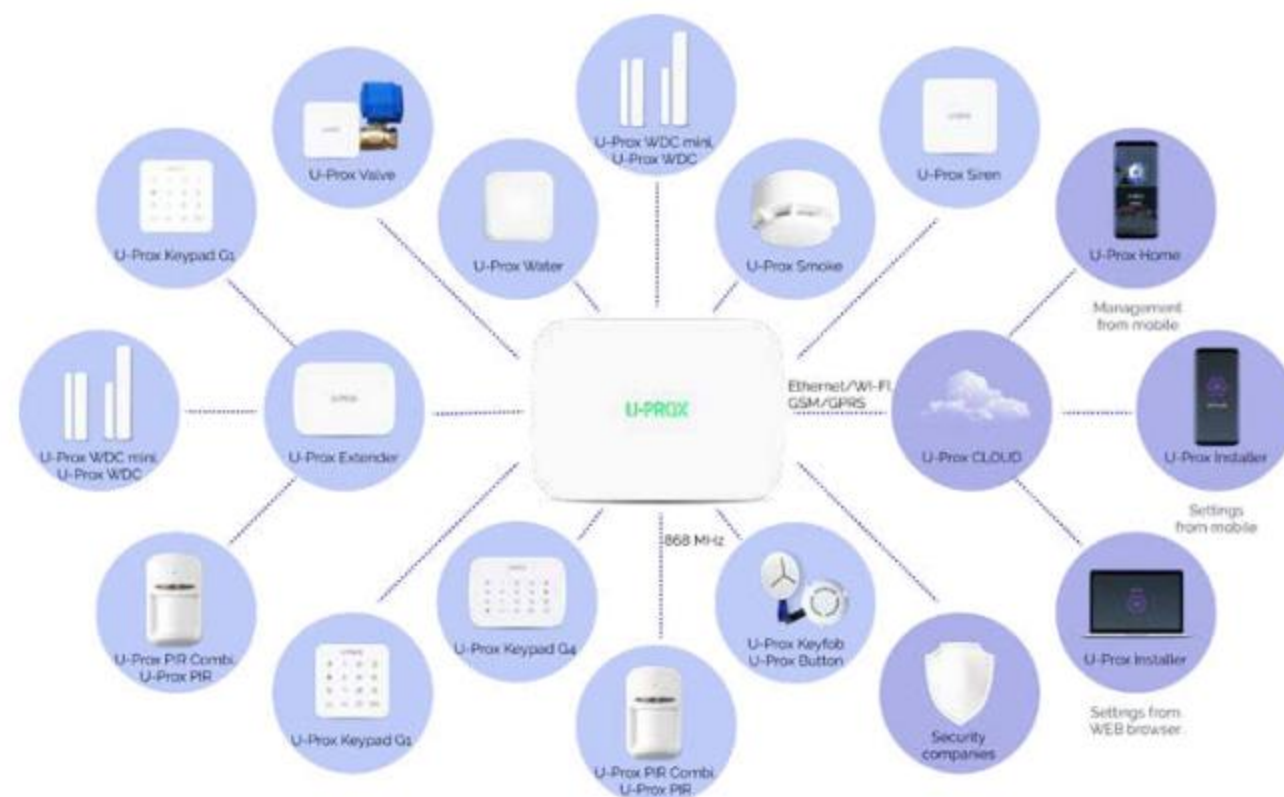 U-Prox WDC mini,
U-Prox WDC
U-Prox Valve
U-Prox Siren
U-Prox Keypad G1
U-Prox Water
U-Prox Smoke
U-Prox Home
Management
from mobile
U-PROX
Ethernet/WI-FI,
GSM/GPRS
U-Prox WDC mini,
U-Prox WDC
U-Prox Extender
U-Prox CLOUD
U-Prox Installer
Settings
from mobile
868 MHz
U-Prox PIR Combi,
U-Prox PIR
U-Prox Keypad G4
U-Prox Keyfob
U-Prox Button
U-Prox Installer
Settings from
WEB browser
U-Prox Keypad G1
U-Prox PIR Combi,
U-Prox PIR
Security
companies